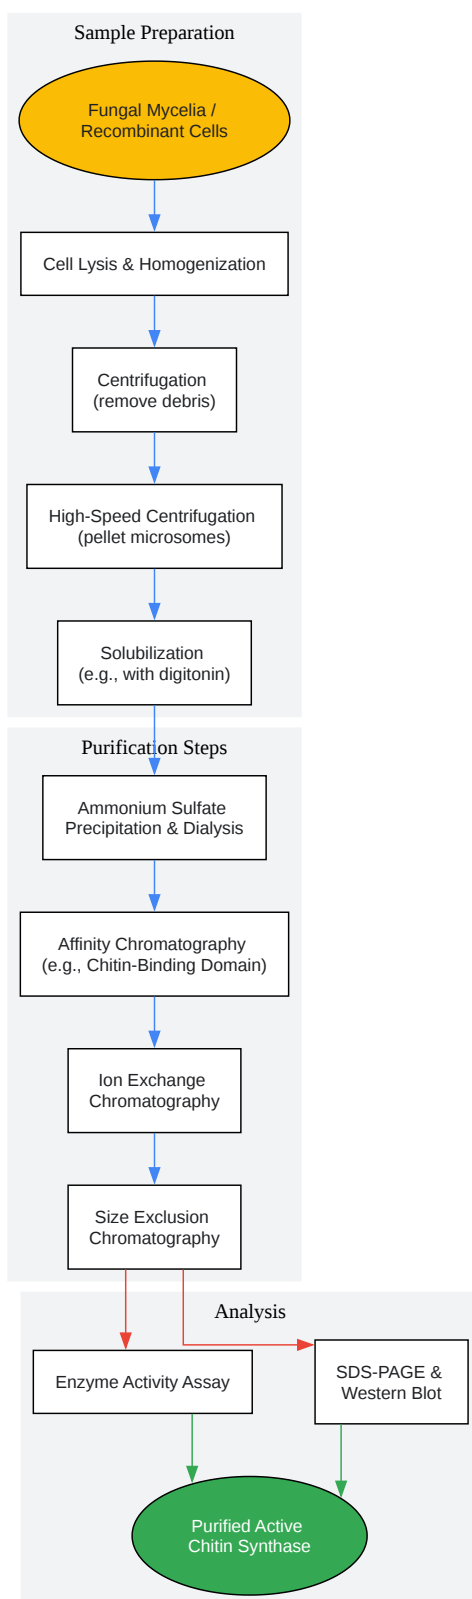 Sample Preparation
Fungal Mycelia /
Recombinant Cells
Cell Lysis & Homogenization
Centrifugation
(remove debris)
High-Speed Centrifugation
(pellet microsomes)
Solubilization
(e.g., with digitonin)
Purification Steps
Ammonium Sulfate
Precipitation & Dialysis
Affinity Chromatography
(e.g., Chitin-Binding Domain)
Ion Exchange
Chromatography
Size Exclusion
Chromatography
Analysis
Enzyme Activity Assay
SDS-PAGE &
Western Blot
Purified Active
Chitin Synthase